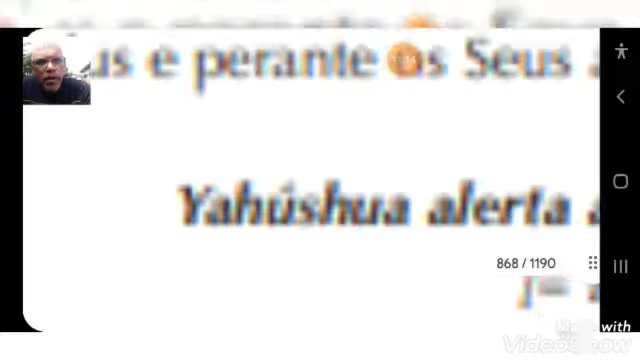 us e perante os Seus
Yahúshua alerta a
868 / 1190
with
VideoShow